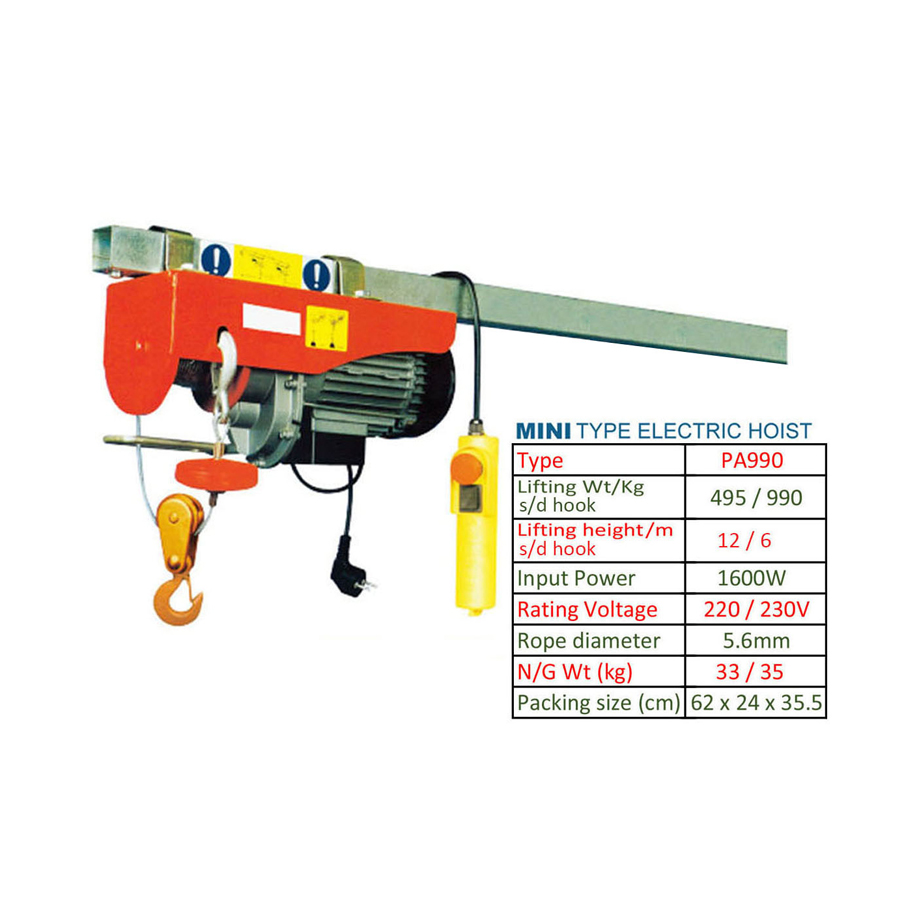 MINI TYPE ELECTRIC HOIST
Type PA990
Lifting Wt/Kg
s/d hook 495 / 990
Lifting height/m
s/d hook 12 / 6
Input Power 1600W
Rating Voltage 220 / 230V
Rope diameter 5.6mm
N/G Wt (kg) 33 / 35
Packing size (cm) 62 x 24 x 35.5